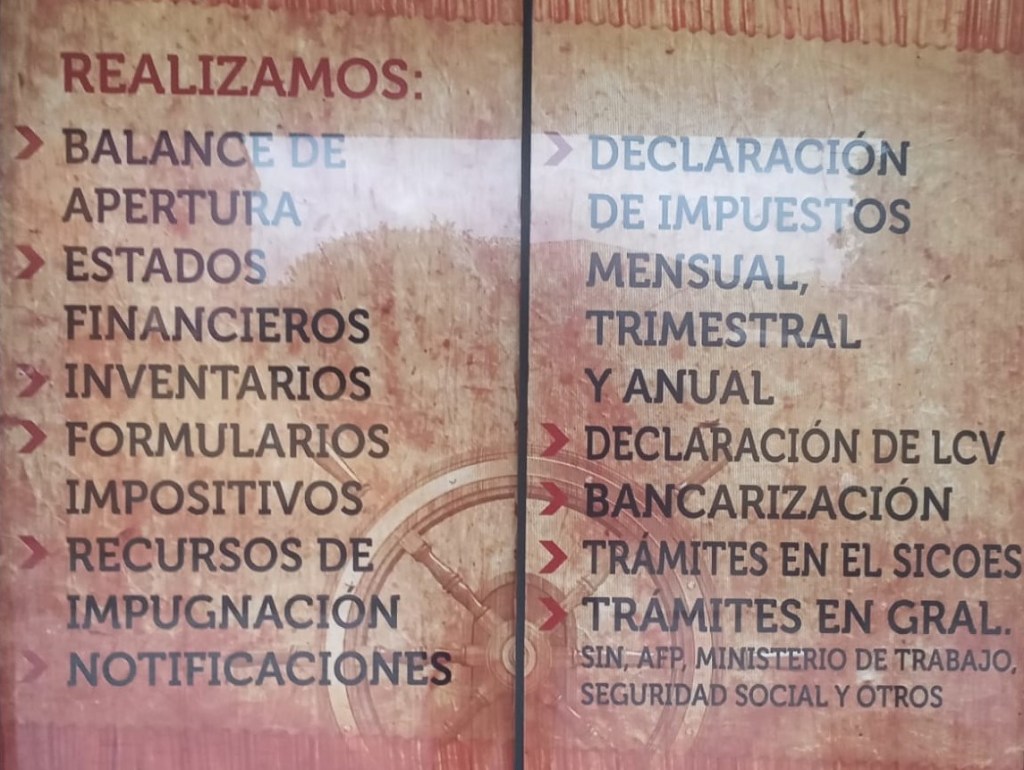 REALIZAMOS:
BALANCE DE
APERTURA
ESTADOS
FINANCIEROS
INVENTARIOS
FORMULARIOS
IMPOSITIVOS
RECURSOS DE
IMPUGNACIÓN
NOTIFICACIONES
DECLARACIÓN
DE IMPUESTOS
MENSUAL,
TRIMESTRAL
Y ANUAL
DECLARACIÓN DE LCV
BANCARIZACIÓN
TRÁMITES EN EL SICOES
TRÁMITES EN GRAL.
SIN, AFP, MINISTERIO DE TRABAJO,
SEGURIDAD SOCIAL Y OTROS